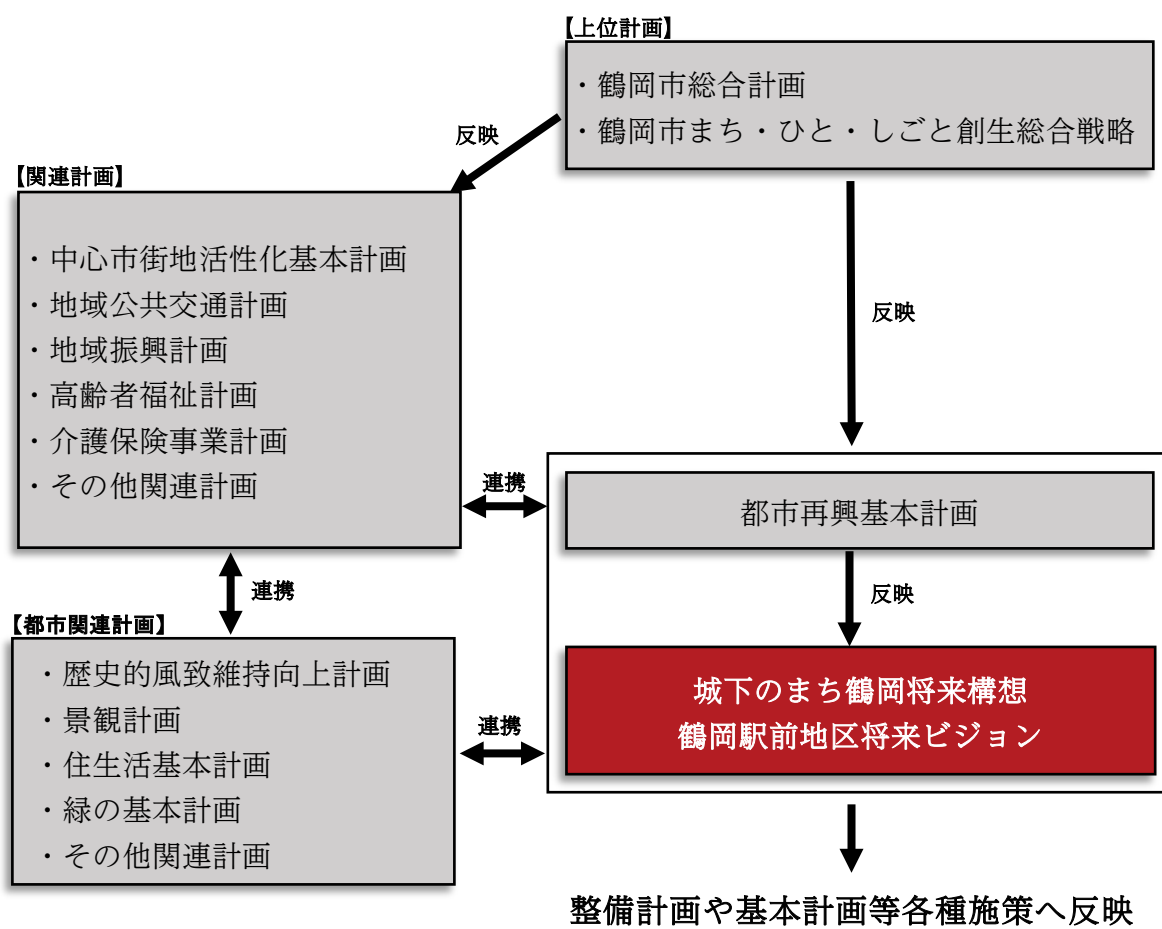 【上位計画】
・鶴岡市総合計画
・鶴岡市まち・ひと・しごと創生総合戦略
反映
【関連計画】
・中心市街地活性化基本計画
・地域公共交通計画
・地域振興計画
・高齢者福祉計画
・介護保険事業計画
・その他関連計画
反映
連携
都市再興基本計画
連携
反映
【都市関連計画】
・歴史的風致維持向上計画
・景観計画
・住生活基本計画
・緑の基本計画
・その他関連計画
連携
城下のまち鶴岡将来構想
鶴岡駅前地区将来ビジョン
整備計画や基本計画等各種施策へ反映